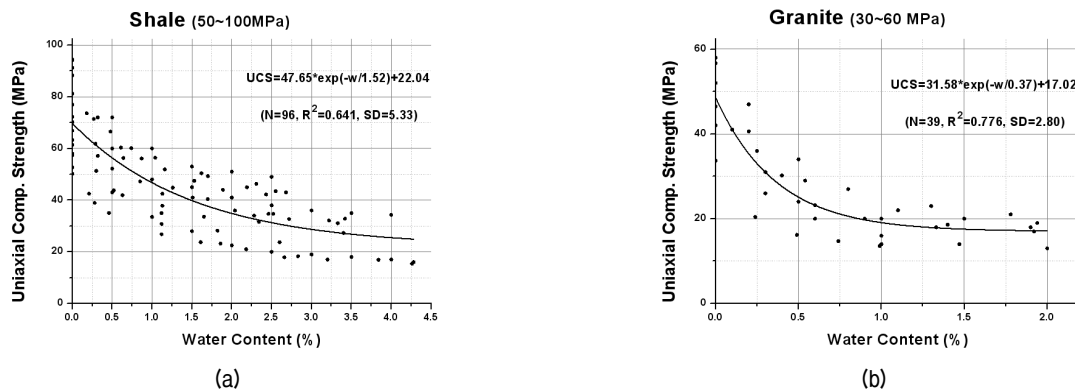 Shale (50~100MPa)
UCS=47.65*exp(-w/1.52)+22.04
(N=96, R²=0.641, SD=5.33)
Uniaxial Comp. Strength (MPa)
100
80
60
40
20
0
0.0 0.5 1.0 1.5 2.0 2.5 3.0 3.5 4.0 4.5
Water Content (%)
(a)
Granite (30~60 MPa)
UCS=31.58*exp(-w/0.37)+17.02
(N=39, R²=0.776, SD=2.80)
Uniaxial Comp. Strength (MPa)
60
40
20
0
0.0 0.5 1.0 1.5 2.0
Water Content (%)
(b)